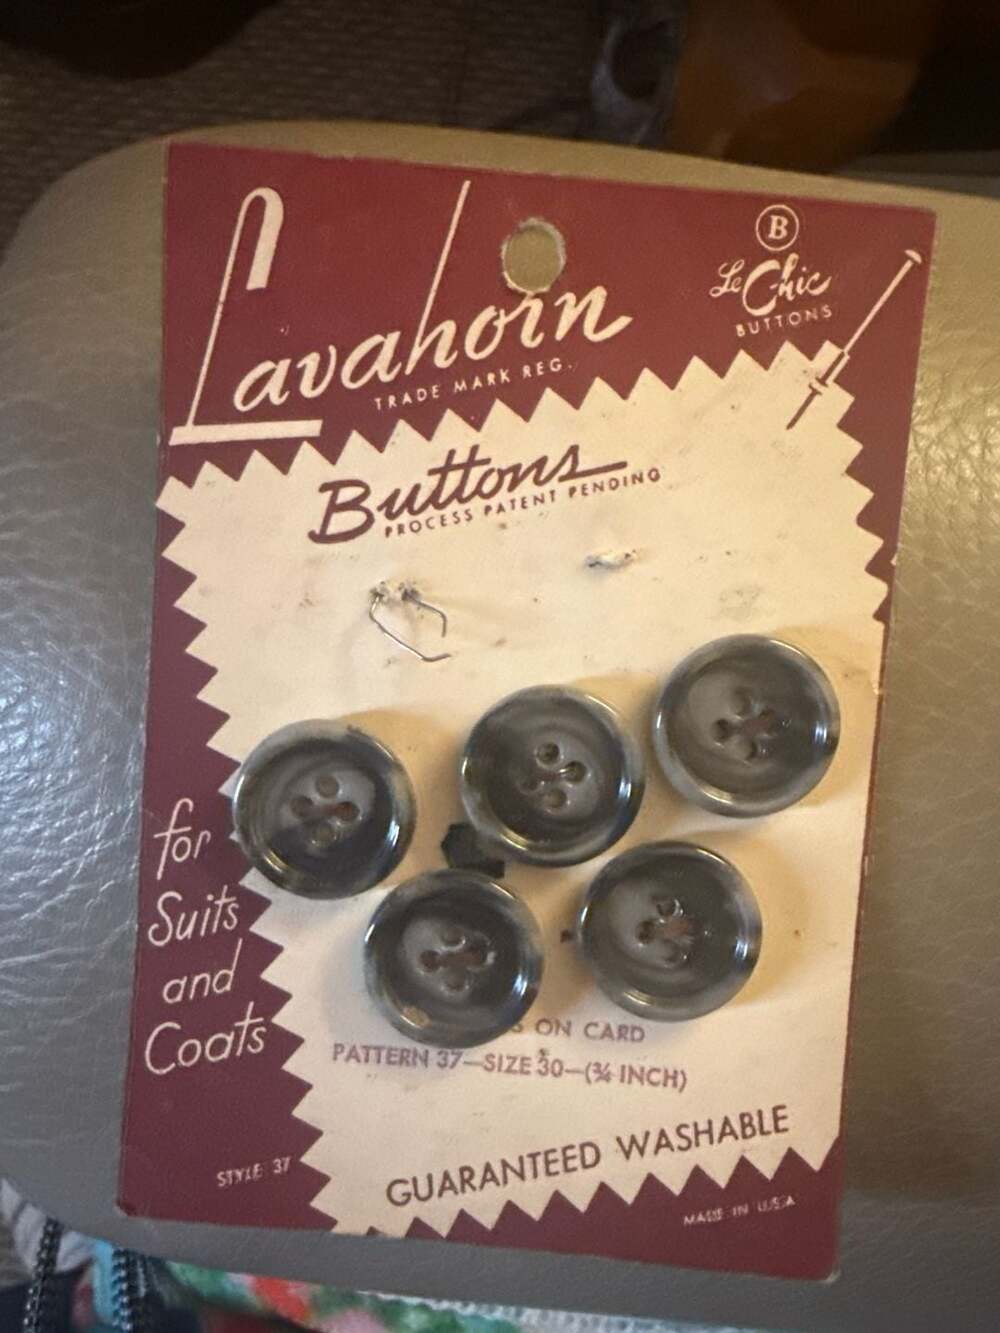 Lavahorn
TRADE MARK REG.
B
Le Chic
BUTTONS
Buttons
PROCESS PATENT PENDING
for
Suits
and
Coats
ON CARD
PATTERN 37—SIZE 30—(¾ INCH)
GUARANTEED WASHABLE
STYLE 37
MADE IN U.S.A